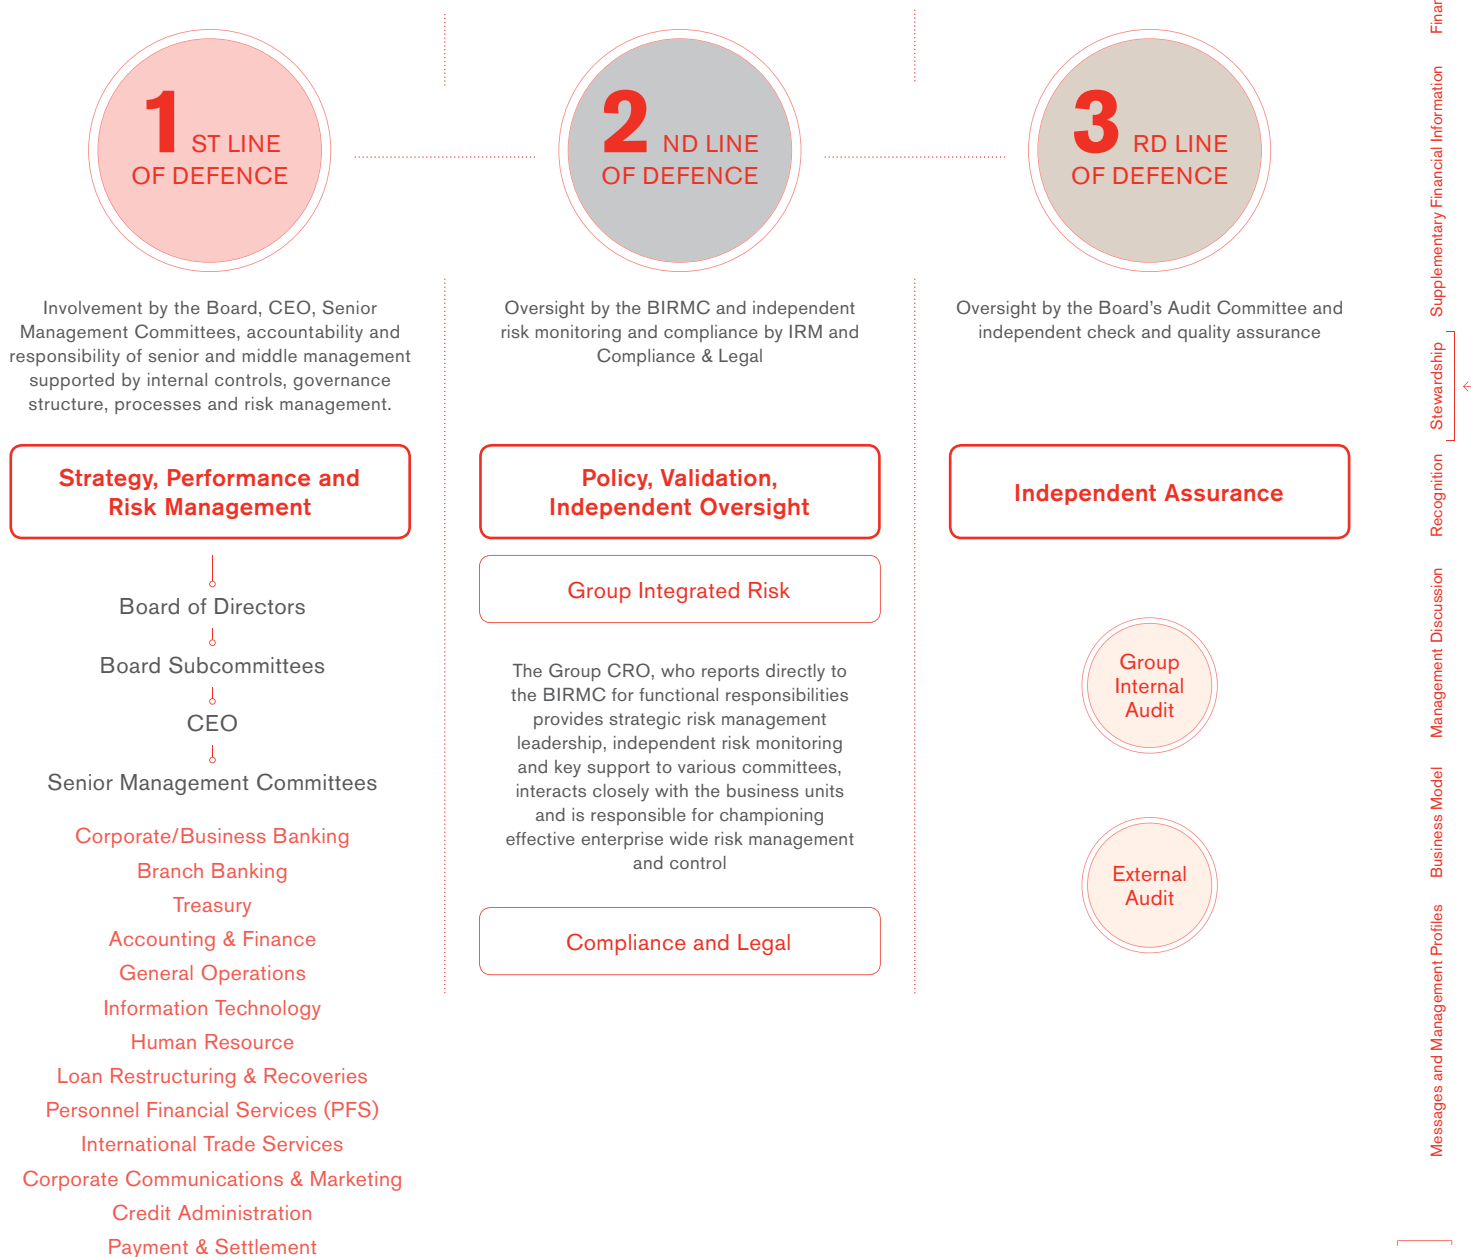 1 ST LINE
OF DEFENCE
Involvement by the Board, CEO, Senior
Management Committees, accountability and
responsibility of senior and middle management
supported by internal controls, governance
structure, processes and risk management.
Strategy, Performance and
Risk Management
Board of Directors
Board Subcommittees
CEO
Senior Management Committees
Corporate/Business Banking
Branch Banking
Treasury
Accounting & Finance
General Operations
Information Technology
Human Resource
Loan Restructuring & Recoveries
Personnel Financial Services (PFS)
International Trade Services
Corporate Communications & Marketing
Credit Administration
Payment & Settlement
2 ND LINE
OF DEFENCE
Oversight by the BIRMC and independent
risk monitoring and compliance by IRM and
Compliance & Legal
Policy, Validation,
Independent Oversight
Group Integrated Risk
The Group CRO, who reports directly to
the BIRMC for functional responsibilities
provides strategic risk management
leadership, independent risk monitoring
and key support to various committees,
interacts closely with the business units
and is responsible for championing
effective enterprise wide risk management
and control
Compliance and Legal
3 RD LINE
OF DEFENCE
Oversight by the Board's Audit Committee and
independent check and quality assurance
Independent Assurance
Group
Internal
Audit
External
Audit
Messages and Management Profiles
Business Model
Management Discussion
Recognition
Stewardship
Supplementary Financial Information